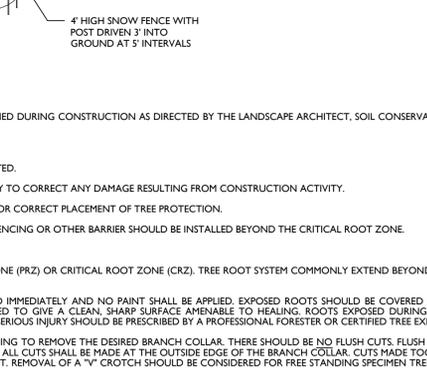 4' HIGH SNOW FENCE WITH
POST DRIVEN 3' INTO
GROUND AT 5' INTERVALS
DURING CONSTRUCTION AS DIRECTED BY THE LANDSCAPE ARCHITECT, SOIL
TO CORRECT ANY DAMAGE RESULTING FROM CONSTRUCTION ACTIVITY.
OR CORRECT PLACEMENT OF TREE PROTECTION.
ENCING OR OTHER BARRIER SHOULD BE INSTALLED BEYOND THE CRITICAL ROOT ZONE.
NE (PRZ) OR CRITICAL ROOT ZONE (CRZ). TREE ROOT SYSTEM COMMONLY EXTEND BEYOND
IMMEDIATELY AND NO PAINT SHALL BE APPLIED. EXPOSED ROOTS SHOULD BE COVERED
ED TO GIVE A CLEAN, SHARP SURFACE AMENABLE TO HEALING. ROOTS EXPOSED DURING
ERIOUS INJURY SHOULD BE PRESCRIBED BY A PROFESSIONAL FORESTER OR CERTIFIED TREE
ING TO REMOVE THE DESIRED BRANCH COLLAR. THERE SHOULD BE NO FLUSH CUTS. FLUSH
ALL CUTS SHALL BE MADE AT THE OUTSIDE EDGE OF THE BRANCH COLLAR. CUTS MADE TOO
T. REMOVAL OF A "V" CROTCH SHOULD BE CONSIDERED FOR FREE STANDING SPECIMEN